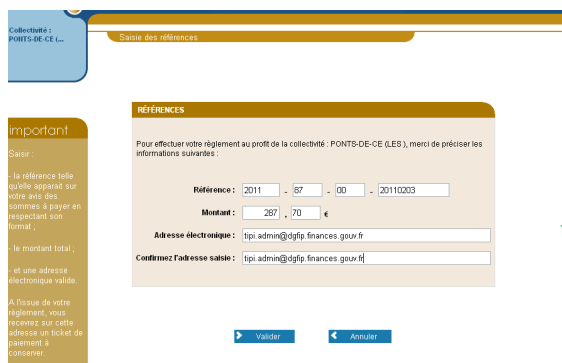 Collectivité :
PONTS-DE-CE (...
Saisie des références
important
Saisir :
- la référence telle
qu'elle apparait sur
votre avis des
sommes à payer en
respectant son
format ;
- le montant total ;
- et une adresse
électronique valide.
A l'issue de votre
règlement, vous
recevrez sur cette
adresse un ticket de
paiement à
conserver.
RÉFÉRENCES
Pour effectuer votre règlement au profit de la collectivité : PONTS-DE-CE (LES ), merci de préciser les
informations suivantes :
Référence : 2011 - 87 - 00 - 20110203
Montant : 287 , 70 €
Adresse électronique : tipi.admin@dgfip.finances.gouv.fr
Confirmez l'adresse saisie : tipi.admin@dgfip.finances.gouv.fr
Valider Annuler